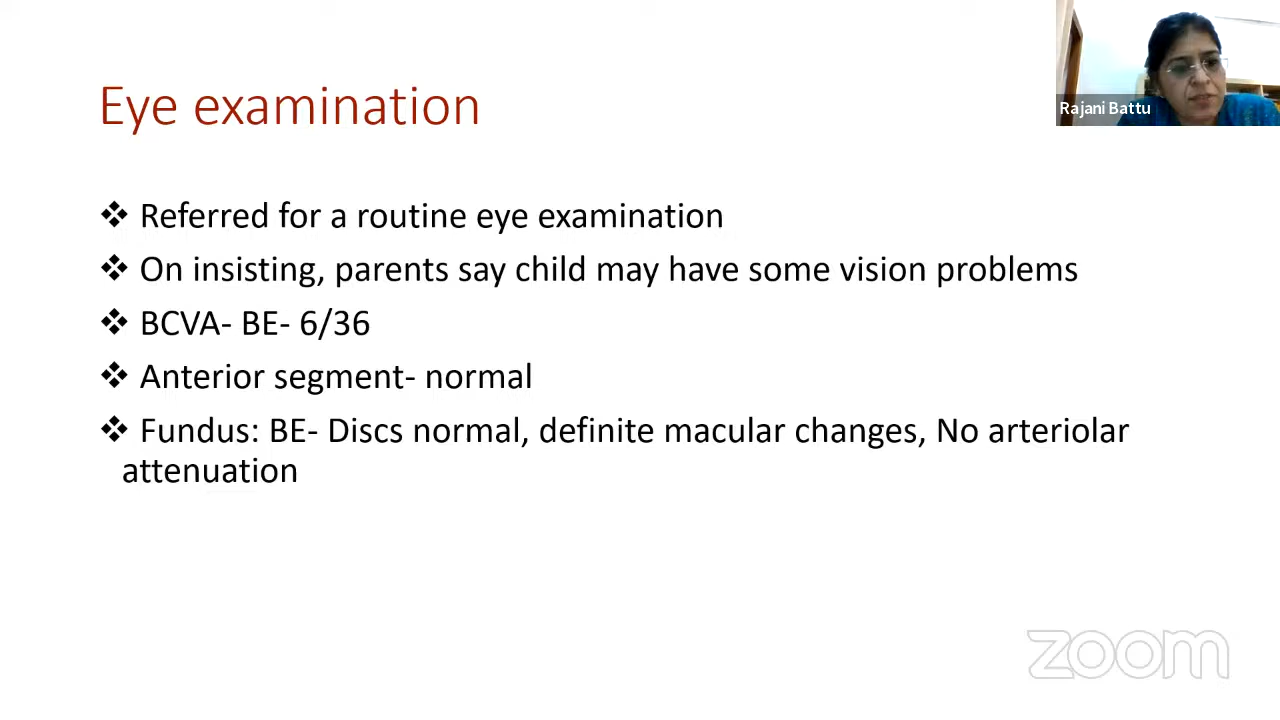 Eye examination
Rajani Battu
❖ Referred for a routine eye examination
❖ On insisting, parents say child may have some vision problems
❖ BCVA- BE- 6/36
❖ Anterior segment- normal
❖ Fundus: BE- Discs normal, definite macular changes, No arteriolar
attenuation
zoom